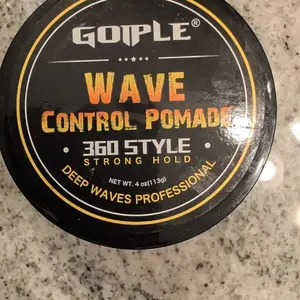 GOIPLE®
WAVE
CONTROL POMADE
360 STYLE
STRONG HOLD
NET WT. 4 oz(113g)
DEEP WAVES PROFESSIONAL